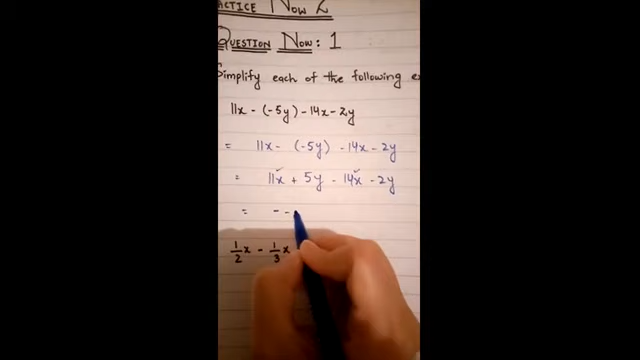 PRACTICE NOW 2
QUESTION NOW: 1
Simplify each of the following
11x - (-5y) - 14x - 2y
= 11x - (-5y) - 14x - 2y
= 11x + 5y - 14x - 2y
= - -
1/2 x - 1/3 x